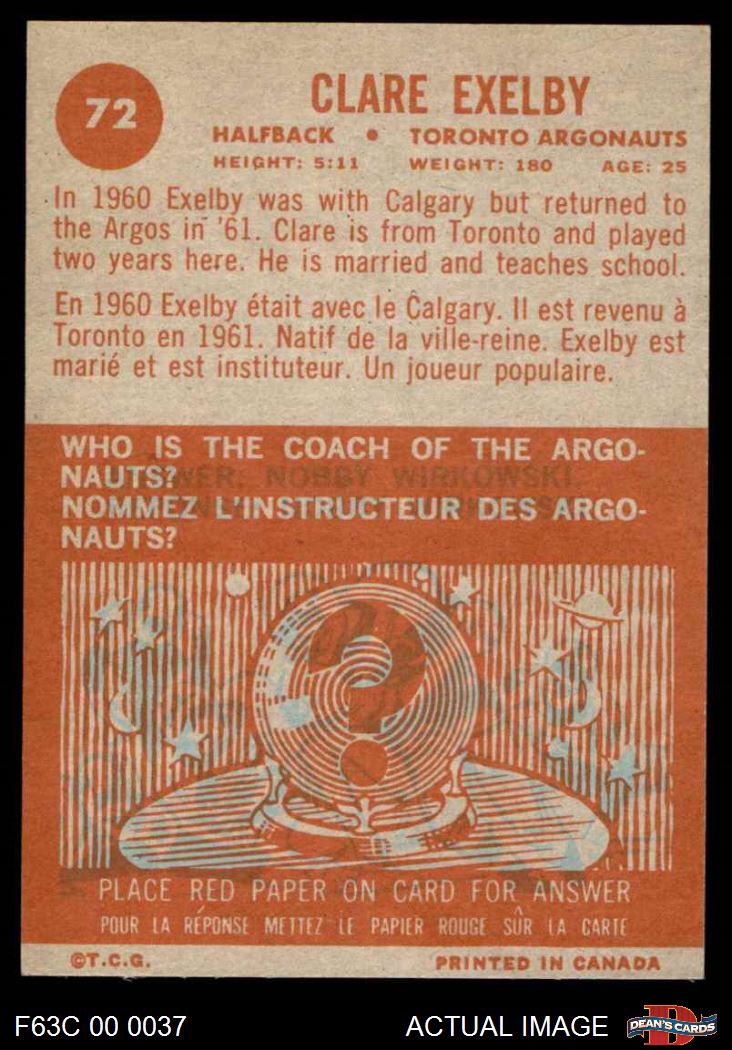 72
CLARE EXELBY
HALFBACK • TORONTO ARGONAUTS
HEIGHT: 5:11 WEIGHT: 180 AGE: 25
In 1960 Exelby was with Calgary but returned to
the Argos in '61. Clare is from Toronto and played
two years here. He is married and teaches school.
En 1960 Exelby était avec le Calgary. Il est revenu à
Toronto en 1961. Natif de la ville-reine. Exelby est
marié et est instituteur. Un joueur populaire.
WHO IS THE COACH OF THE ARGO-
NAUTS?
ANSWER: NOBBY WIRKOWSKI.
NOMMEZ L'INSTRUCTEUR DES ARGO-
NAUTS?
?
PLACE RED PAPER ON CARD FOR ANSWER
POUR LA RÉPONSE METTEZ LE PAPIER ROUGE SÛR LA CARTE
©T.C.G. PRINTED IN CANADA
F63C 00 0037 ACTUAL IMAGE
D
DEAN'S CARDS